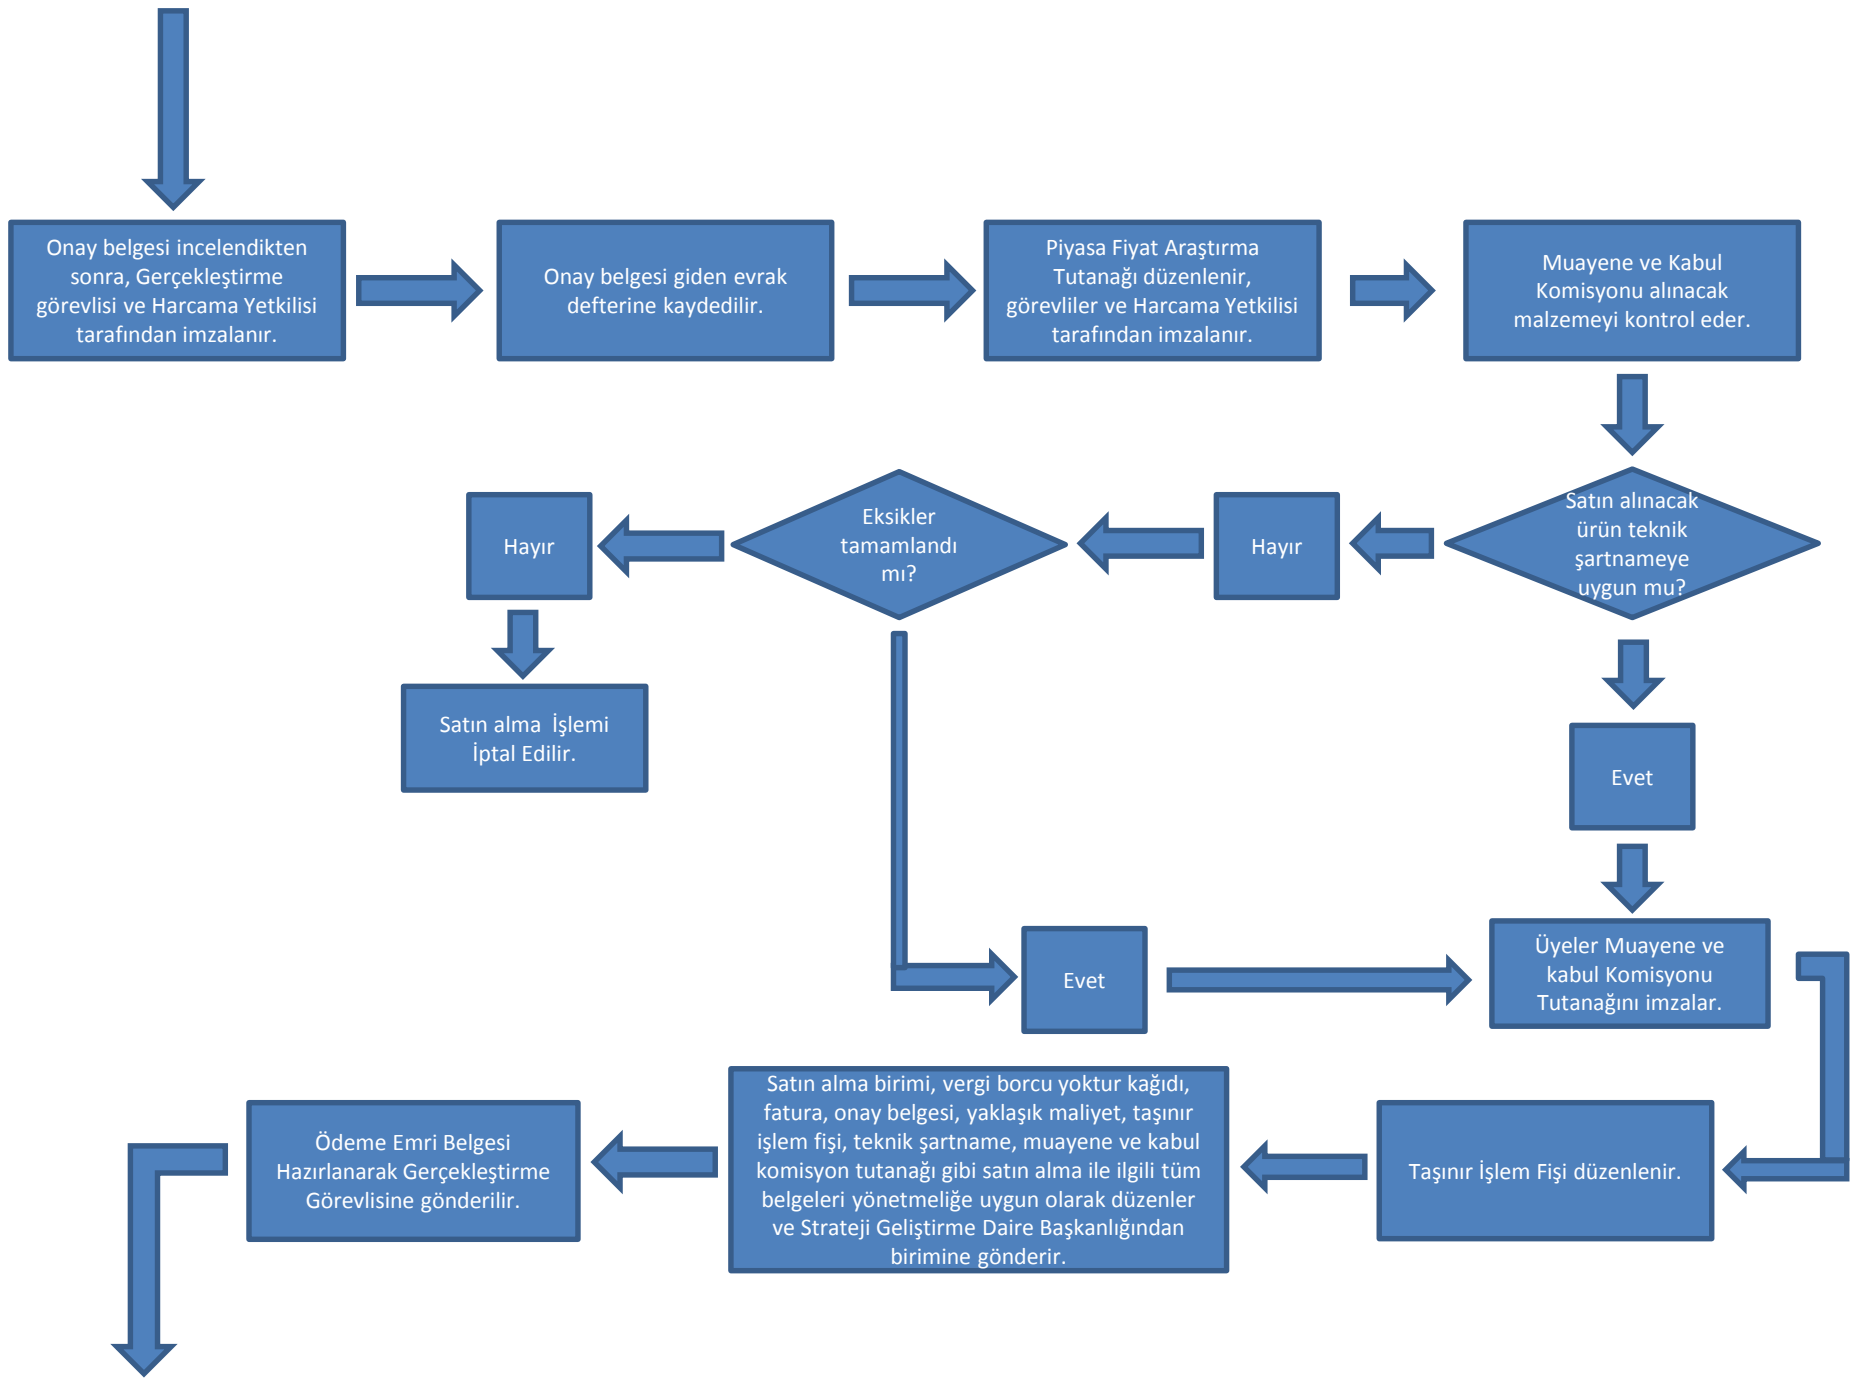 Onay belgesi incelendikten
sonra, Gerçekleştirme
görevlisi ve Harcama Yetkilisi
tarafından imzalanır.
Onay belgesi giden evrak
defterine kaydedilir.
Piyasa Fiyat Araştırma
Tutanağı düzenlenir,
görevliler ve Harcama Yetkilisi
tarafından imzalanır.
Muayene ve Kabul
Komisyonu alınacak
malzemeyi kontrol eder.
Satın alınacak
ürün teknik
şartnameye
uygun mu?
Hayır
Eksikler
tamamlandı
mı?
Hayır
Satın alma İşlemi
İptal Edilir.
Evet
Evet
Üyeler Muayene ve
kabul Komisyonu
Tutanağını imzalar.
Taşınır İşlem Fişi düzenlenir.
Satın alma birimi, vergi borcu yoktur kağıdı,
fatura, onay belgesi, yaklaşık maliyet, taşınır
işlem fişi, teknik şartname, muayene ve kabul
komisyon tutanağı gibi satın alma ile ilgili tüm
belgeleri yönetmeliğe uygun olarak düzenler
ve Strateji Geliştirme Daire Başkanlığından
birimine gönderir.
Ödeme Emri Belgesi
Hazırlanarak Gerçekleştirme
Görevlisine gönderilir.